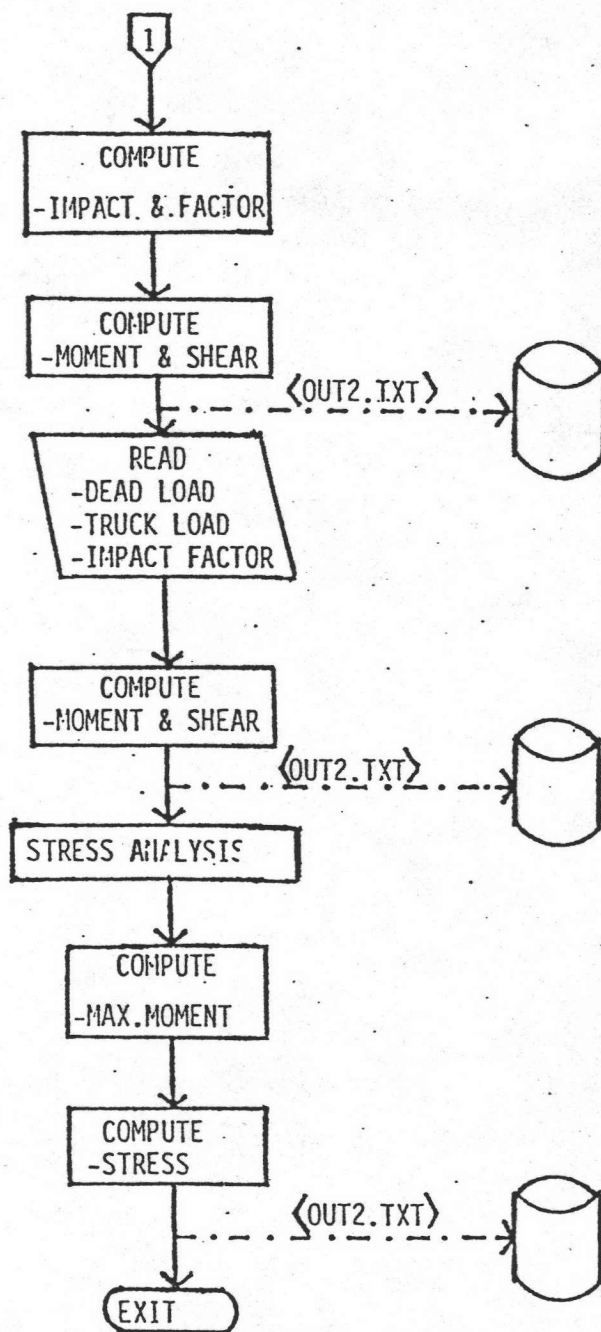 1
COMPUTE
-IMPACT & FACTOR
COMPUTE
-MOMENT & SHEAR
<OUT2.TXT>
READ
-DEAD LOAD
-TRUCK LOAD
-IMPACT FACTOR
COMPUTE
-MOMENT & SHEAR
<OUT2.TXT>
STRESS ANALYSIS
COMPUTE
-MAX.MOMENT
COMPUTE
-STRESS
<OUT2.TXT>
EXIT